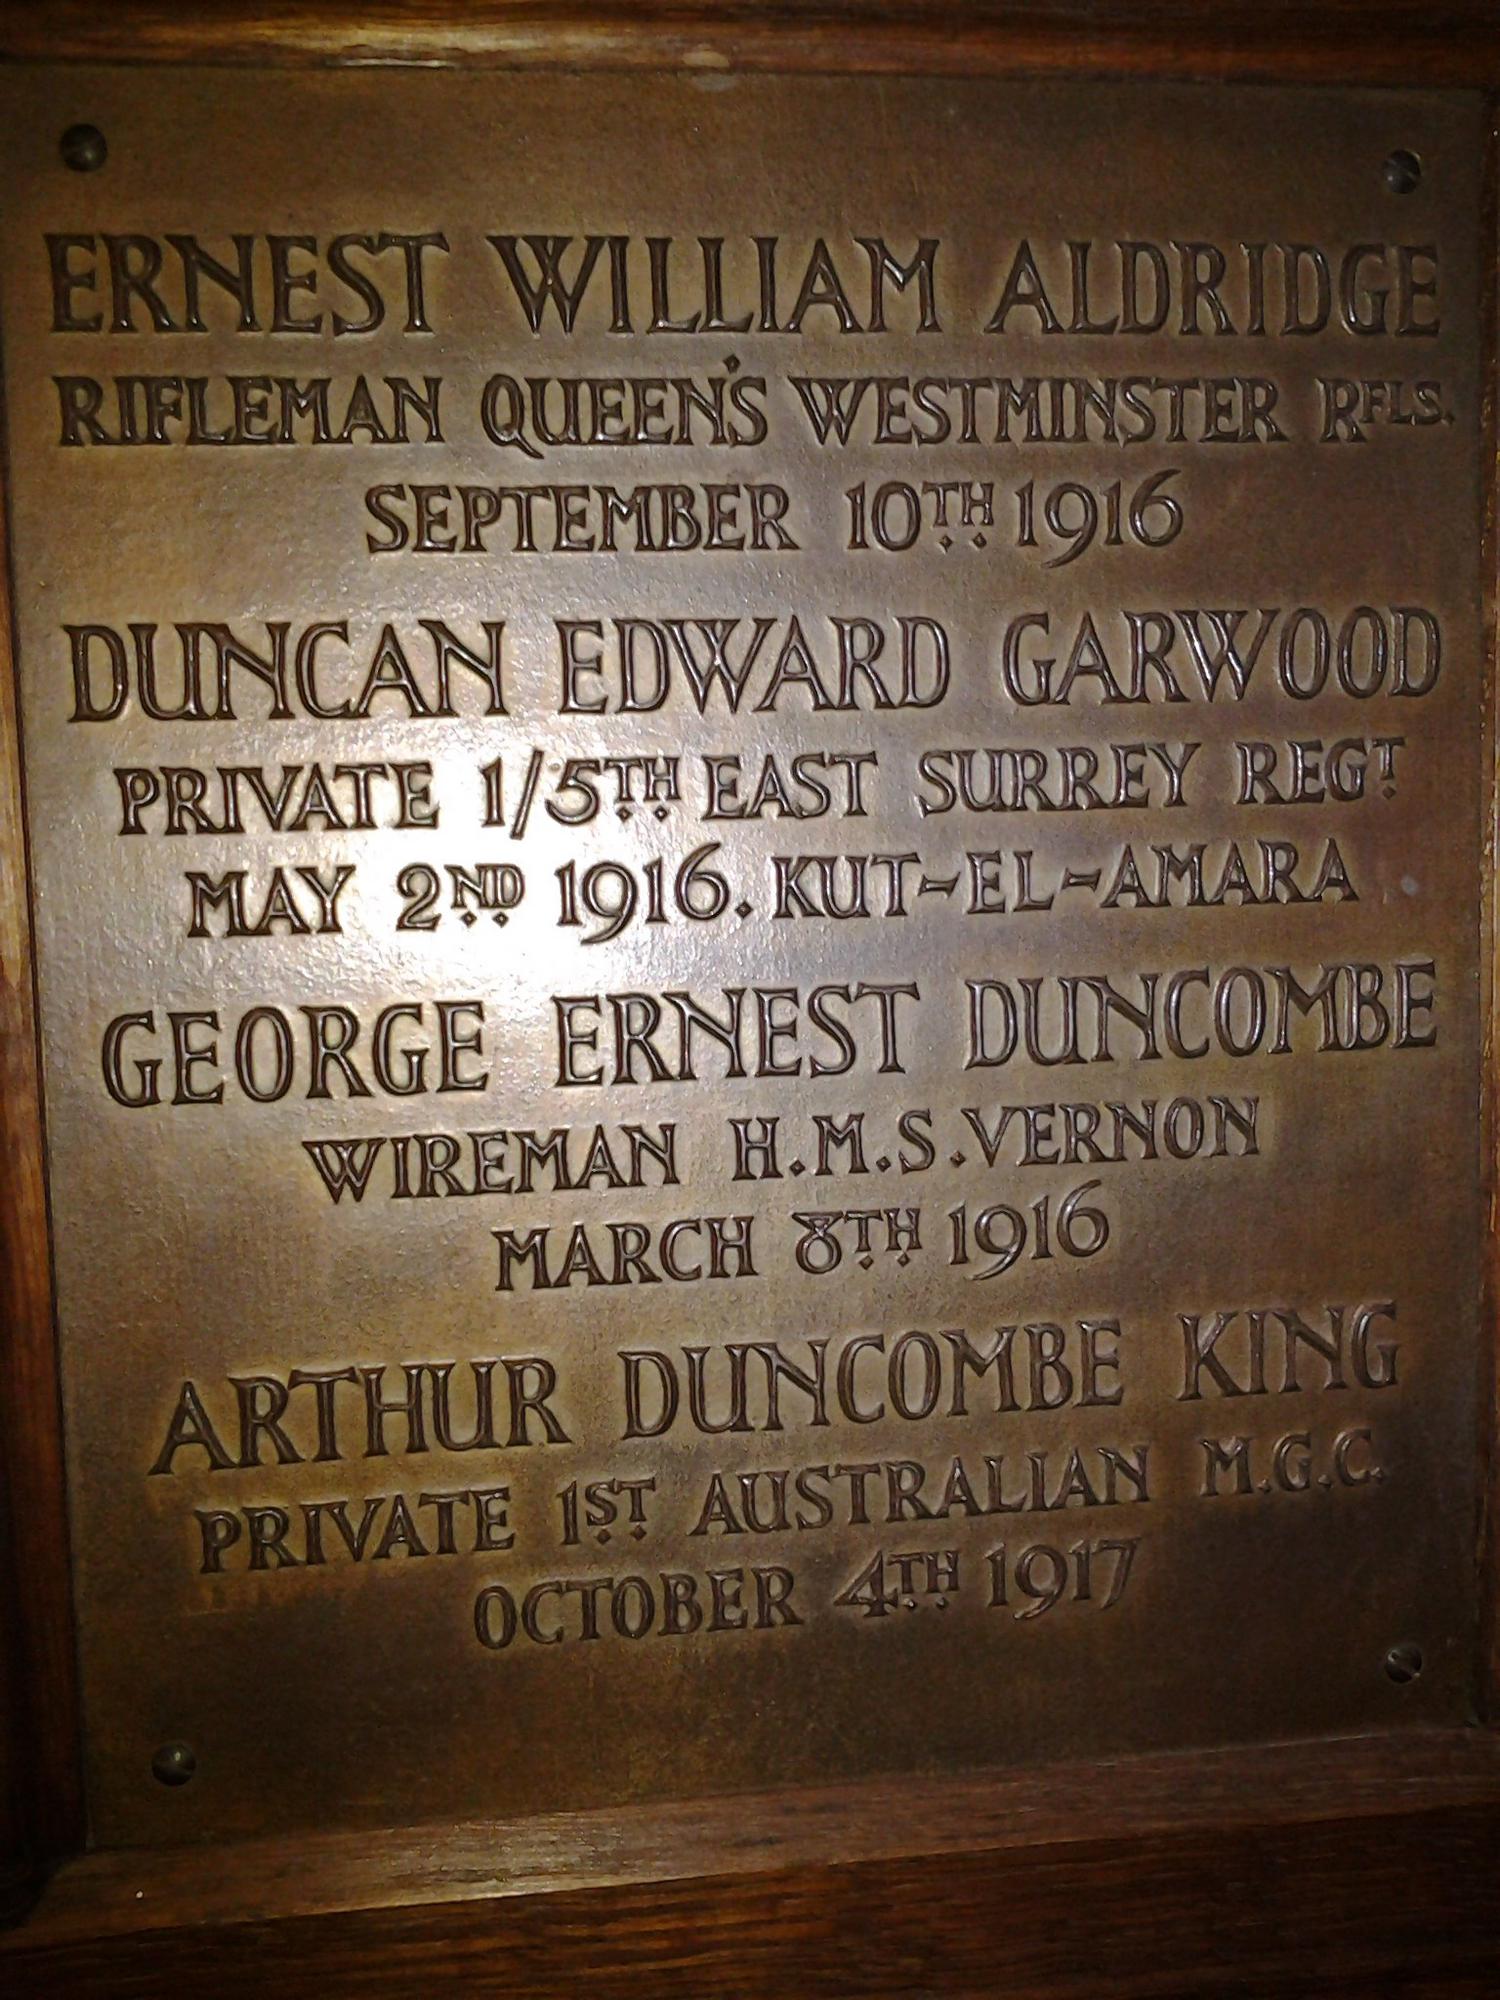 ERNEST WILLIAM ALDRIDGE
RIFLEMAN QUEEN'S WESTMINSTER RFLS.
SEPTEMBER 10TH 1916
DUNCAN EDWARD GARWOOD
PRIVATE 1/5TH EAST SURREY REGT
MAY 2ND 1916. KUT-EL-AMARA
GEORGE ERNEST DUNCOMBE
WIREMAN H.M.S. VERNON
MARCH 8TH 1916
ARTHUR DUNCOMBE KING
PRIVATE 1ST AUSTRALIAN M.G.C.
OCTOBER 4TH 1917